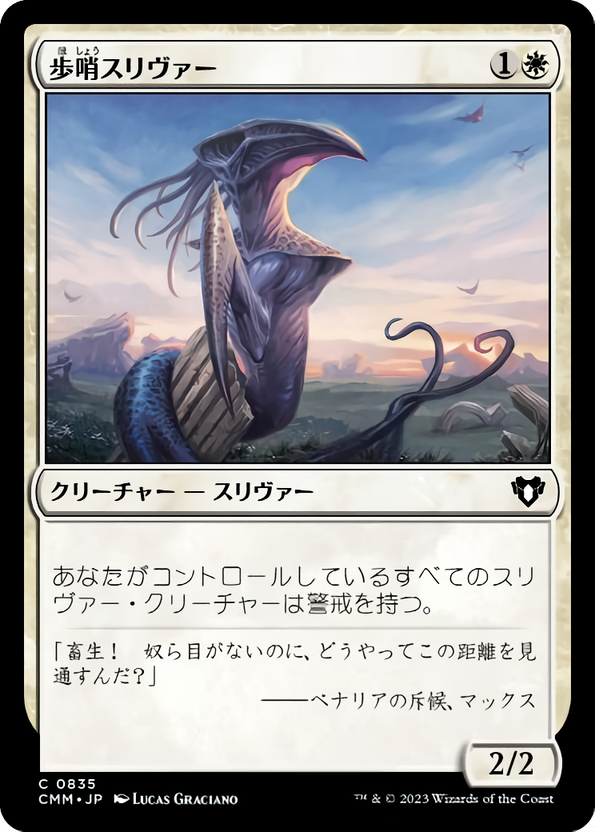 ほしょう
歩哨スリヴァー
1
クリーチャー — スリヴァー
あなたがコントロールしているすべてのスリ
ヴァー・クリーチャーは警戒を持つ。
「畜生！　奴ら目がないのに、どうやってこの距離を見
通すんだ？」
――ベナリアの斥候、マックス
2/2
C 0835
CMM • JP Lucas Graciano
™ & © 2023 Wizards of the Coast